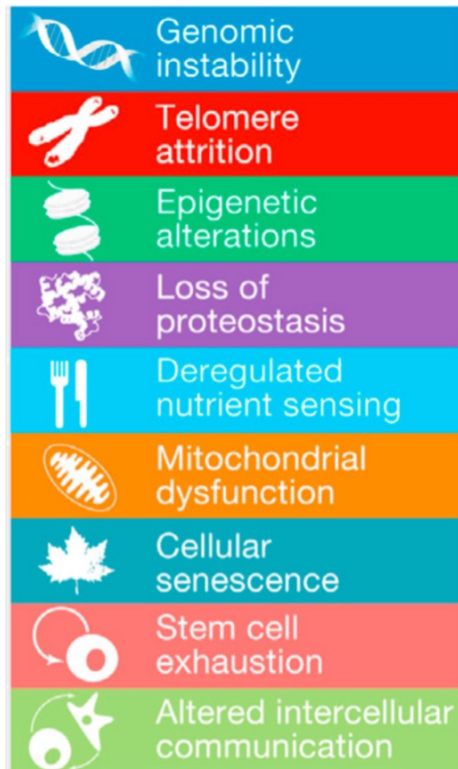 Genomic
instability
Telomere
attrition
Epigenetic
alterations
Loss of
proteostasis
Deregulated
nutrient sensing
Mitochondrial
dysfunction
Cellular
senescence
Stem cell
exhaustion
Altered intercellular
communication